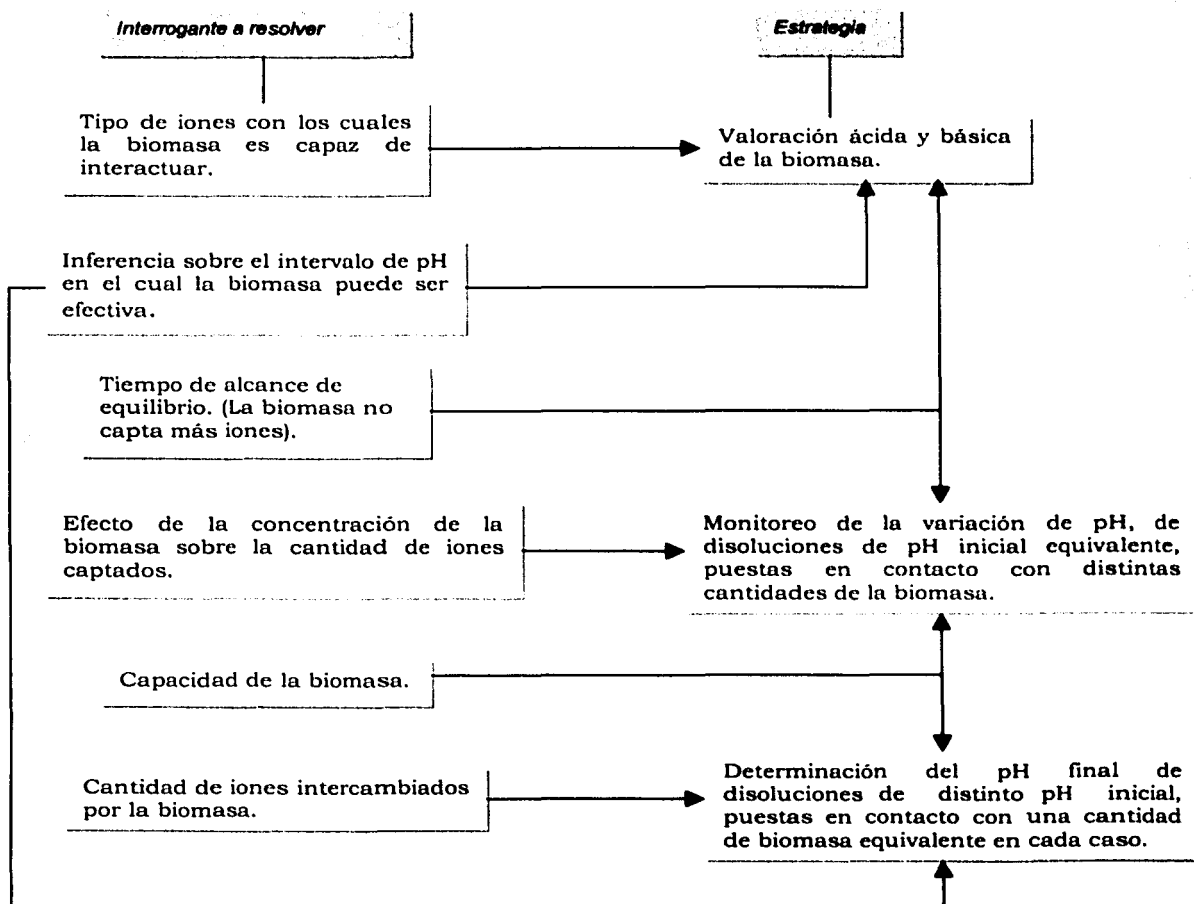 Interrogante a resolver
Estrategia
Tipo de iones con los cuales
la biomasa es capaz de
interactuar.
Valoración ácida y básica
de la biomasa.
Inferencia sobre el intervalo de pH
en el cual la biomasa puede ser
efectiva.
Tiempo de alcance de
equilibrio. (La biomasa no
capta más iones).
Efecto de la concentración de la
biomasa sobre la cantidad de iones
captados.
Monitoreo de la variación de pH, de
disoluciones de pH inicial equivalente,
puestas en contacto con distintas
cantidades de la biomasa.
Capacidad de la biomasa.
Cantidad de iones intercambiados
por la biomasa.
Determinación del pH final de
disoluciones de distinto pH inicial,
puestas en contacto con una cantidad
de biomasa equivalente en cada caso.